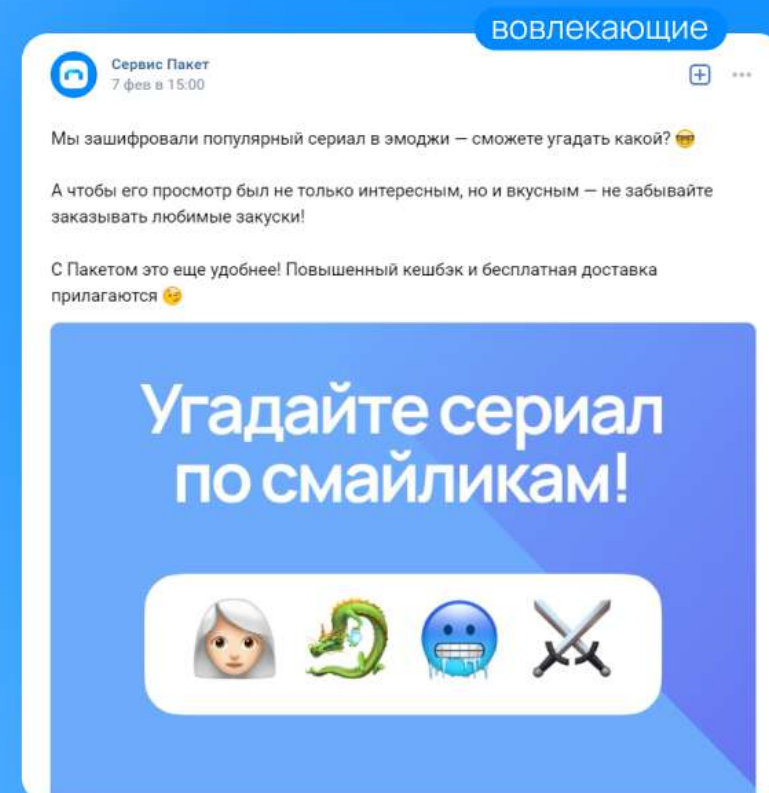 вовлекающие
Сервис Пакет
7 фев в 15:00
Мы зашифровали популярный сериал в эмоджи — сможете угадать какой? 🤓
А чтобы его просмотр был не только интересным, но и вкусным — не забывайте
заказывать любимые закуски!
С Пакетом это еще удобнее! Повышенный кешбэк и бесплатная доставка
прилагаются 😏
Угадайте сериал
по смайликам!